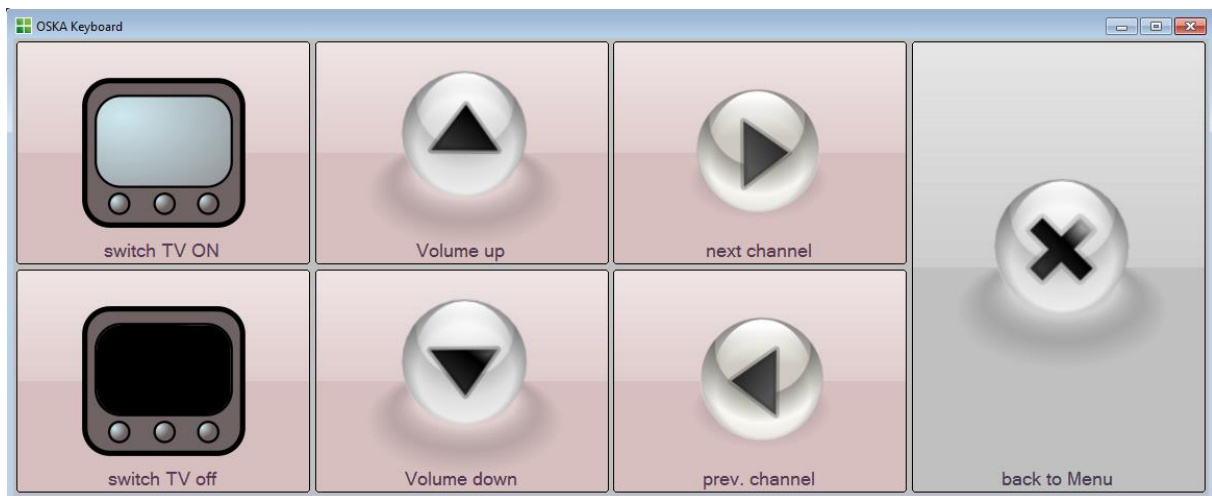 OSKA Keyboard
switch TV ON
Volume up
next channel
switch TV off
Volume down
prev. channel
back to Menu